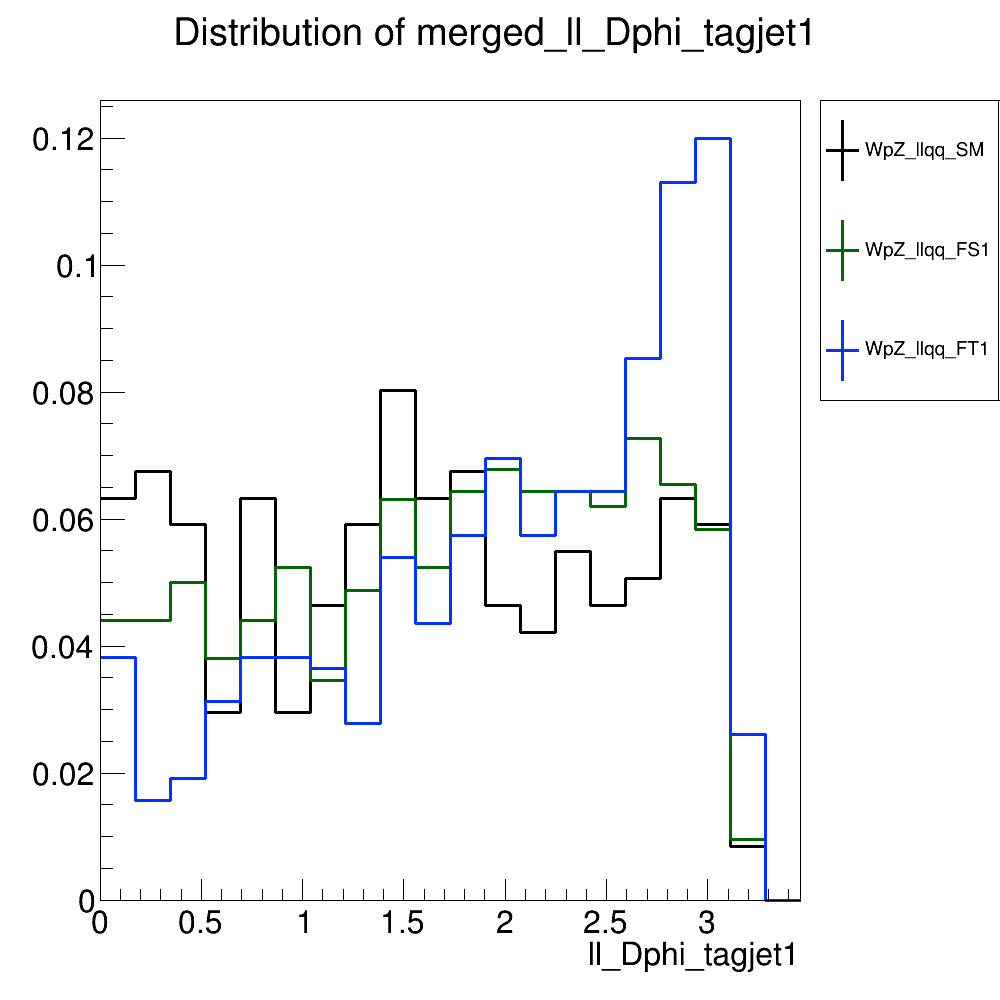 Distribution of merged_ll_Dphi_tagjet1
0.12
0.1
0.08
0.06
0.04
0.02
0
0 0.5 1 1.5 2 2.5 3
ll_Dphi_tagjet1
WpZ_llqq_SM
WpZ_llqq_FS1
WpZ_llqq_FT1